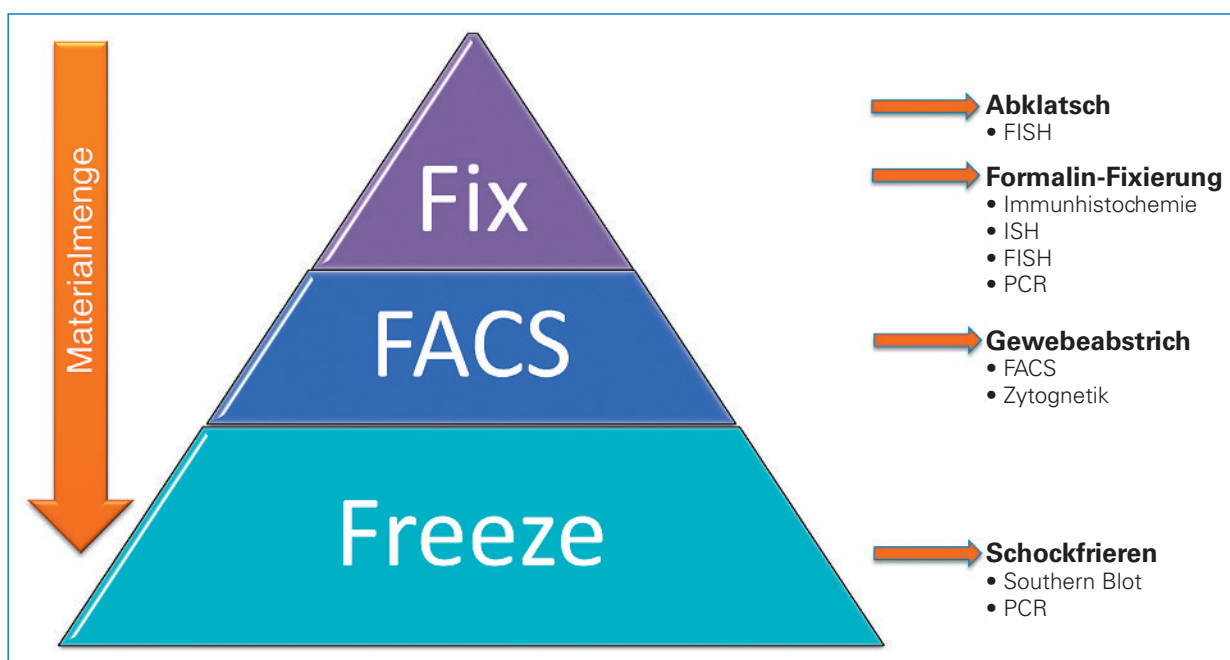 Materialmenge
Fix
FACS
Freeze
Abklatsch
• FISH
Formalin-Fixierung
• Immunhistochemie
• ISH
• FISH
• PCR
Gewebeabstrich
• FACS
• Zytognetik
Schockfrieren
• Southern Blot
• PCR